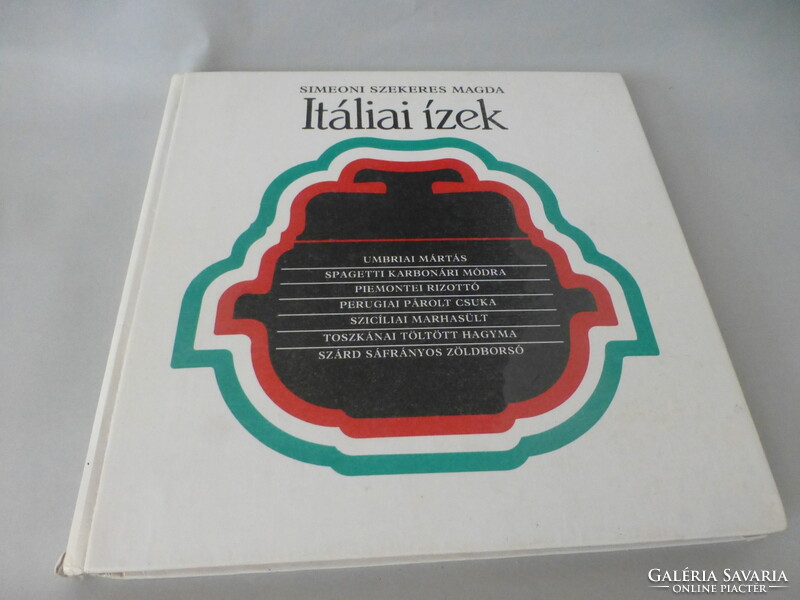 SIMEONI SZEKERES MAGDA
Itáliai ízek
UMBRIAI MÁRTÁS
SPAGETTI KARBONÁRI MÓDRA
PIEMONTEI RIZOTTÓ
PERUGIAI PÁROLT CSUKA
SZICÍLIAI MARHASÜLT
TOSZKÁNAI TÖLTÖTT HAGYMA
SZÁRD SÁFRÁNYOS ZÖLDBORSÓ
GALÉRIA SAVARIA
ONLINE PIACTÉR